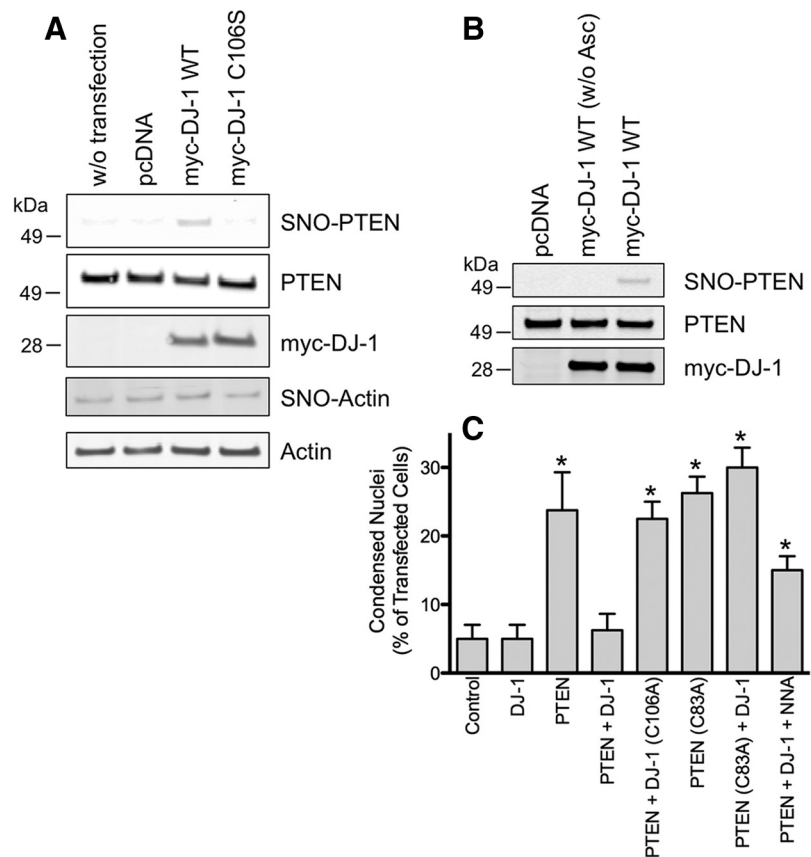 A
w/o transfection
pcDNA
myc-DJ-1 WT
myc-DJ-1 C106S
kDa
49
SNO-PTEN
49
PTEN
28
myc-DJ-1
SNO-Actin
Actin
B
pcDNA
myc-DJ-1 WT (w/o Asc)
myc-DJ-1 WT
kDa
49
SNO-PTEN
49
PTEN
28
myc-DJ-1
C
Condensed Nuclei
(% of Transfected Cells)
30
20
10
0
*
*
*
*
*
Control
DJ-1
PTEN
PTEN + DJ-1
PTEN + DJ-1 (C106A)
PTEN (C83A)
PTEN (C83A) + DJ-1
PTEN + DJ-1 + NNA